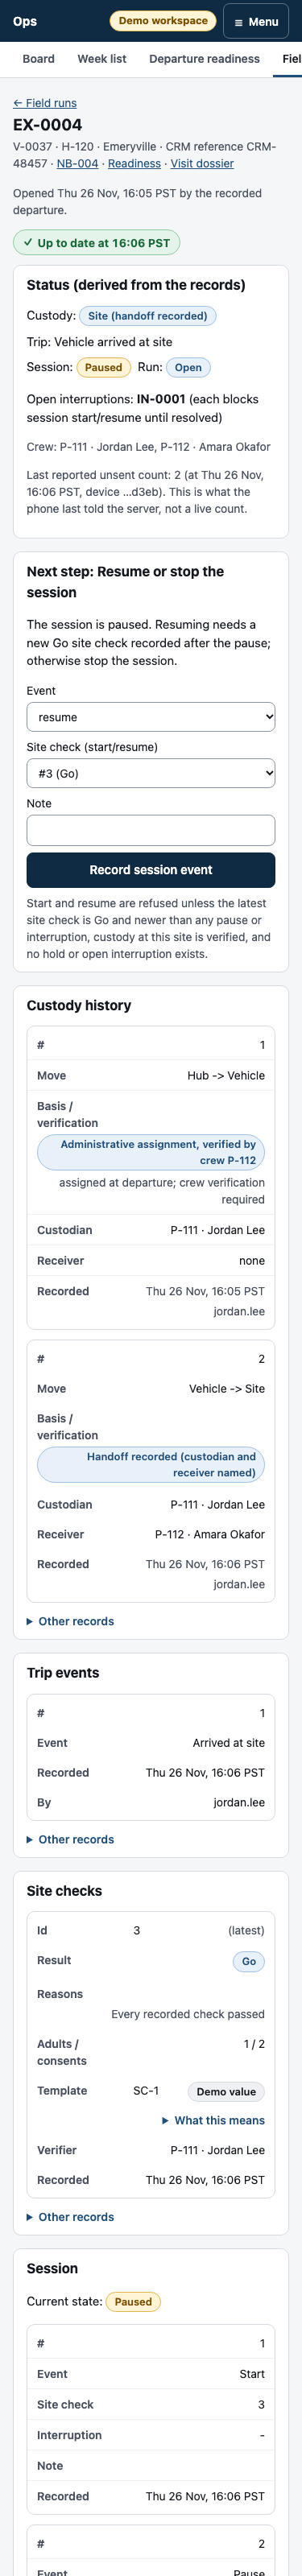 Ops
Demo workspace
≡ Menu
Board Week list Departure readiness Fiel
← Field runs
EX-0004
V-0037 · H-120 · Emeryville · CRM reference CRM-
48457 · NB-004 · Readiness · Visit dossier
Opened Thu 26 Nov, 16:05 PST by the recorded
departure.
✓ Up to date at 16:06 PST
Status (derived from the records)
Custody: Site (handoff recorded)
Trip: Vehicle arrived at site
Session: Paused Run: Open
Open interruptions: IN-0001 (each blocks
session start/resume until resolved)
Crew: P-111 · Jordan Lee, P-112 · Amara Okafor
Last reported unsent count: 2 (at Thu 26 Nov,
16:06 PST, device …d3eb). This is what the
phone last told the server, not a live count.
Next step: Resume or stop the
session
The session is paused. Resuming needs a
new Go site check recorded after the pause;
otherwise stop the session.
Event
resume
Site check (start/resume)
#3 (Go)
Note
Record session event
Start and resume are refused unless the latest
site check is Go and newer than any pause or
interruption, custody at this site is verified, and
no hold or open interruption exists.
Custody history
# 1
Move Hub -> Vehicle
Basis /
verification
Administrative assignment, verified by
crew P-112
assigned at departure; crew verification
required
Custodian P-111 · Jordan Lee
Receiver none
Recorded Thu 26 Nov, 16:05 PST
jordan.lee
# 2
Move Vehicle -> Site
Basis /
verification
Handoff recorded (custodian and
receiver named)
Custodian P-111 · Jordan Lee
Receiver P-112 · Amara Okafor
Recorded Thu 26 Nov, 16:06 PST
jordan.lee
▶ Other records
Trip events
# 1
Event Arrived at site
Recorded Thu 26 Nov, 16:06 PST
By jordan.lee
▶ Other records
Site checks
Id 3 (latest)
Result Go
Reasons
Every recorded check passed
Adults /
consents
1 / 2
Template SC-1 Demo value
▶ What this means
Verifier P-111 · Jordan Lee
Recorded Thu 26 Nov, 16:06 PST
▶ Other records
Session
Current state: Paused
# 1
Event Start
Site check 3
Interruption -
Note
Recorded Thu 26 Nov, 16:06 PST
# 2
Event Pause